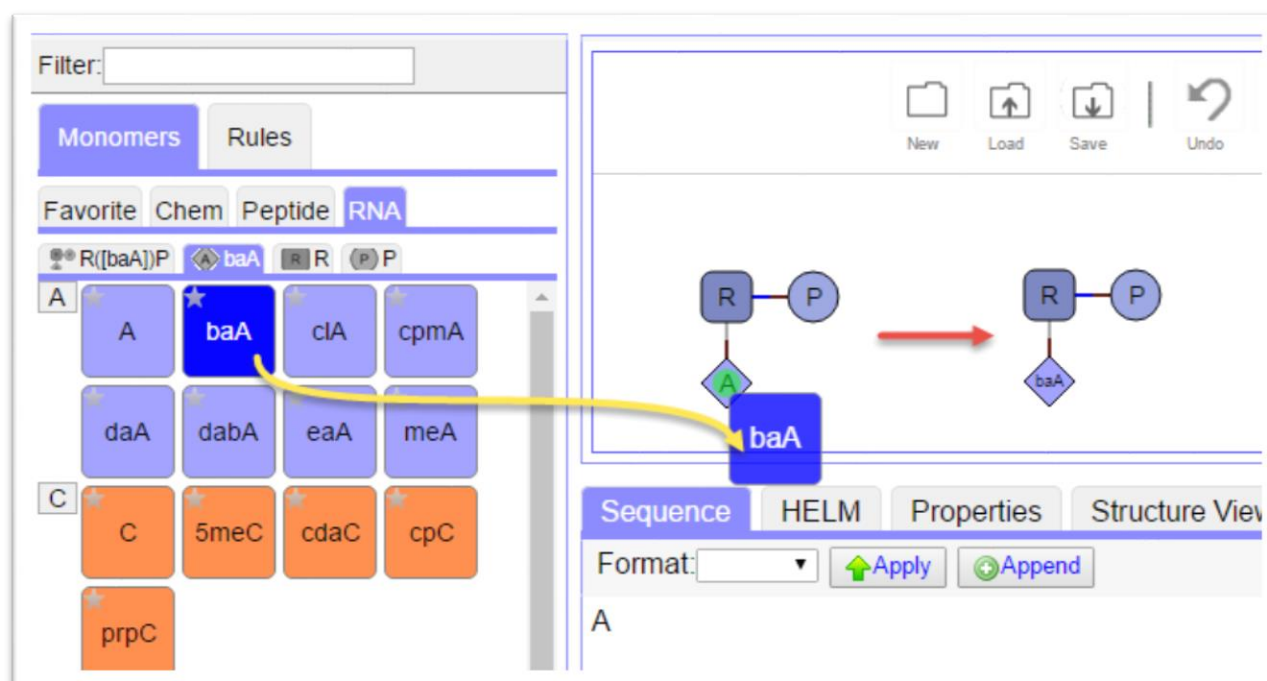 Filter:
Monomers Rules
Favorite Chem Peptide RNA
R([baA])P A baA R R P P
A
A baA clA cpmA
daA dabA eaA meA
C
C 5meC cdaC cpC
prpC
New Load Save Undo
R P R P
A baA
baA
Sequence HELM Properties Structure View
Format: Apply Append
A